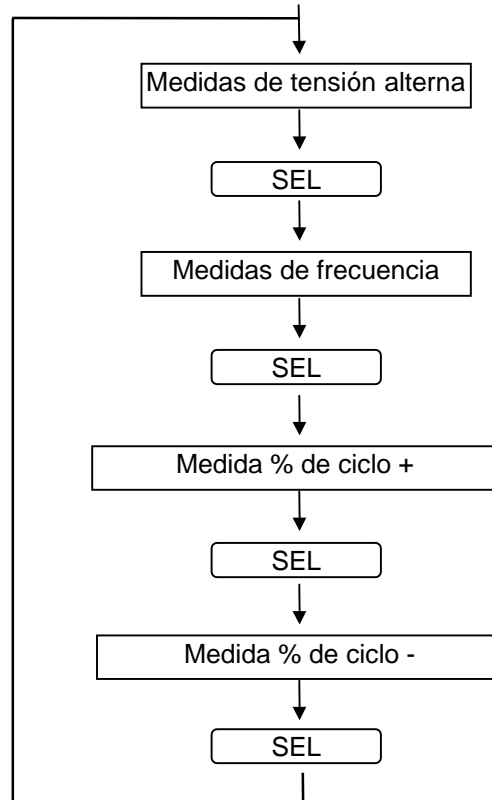 Medidas de tensión alterna
SEL
Medidas de frecuencia
SEL
Medida % de ciclo +
SEL
Medida % de ciclo -
SEL